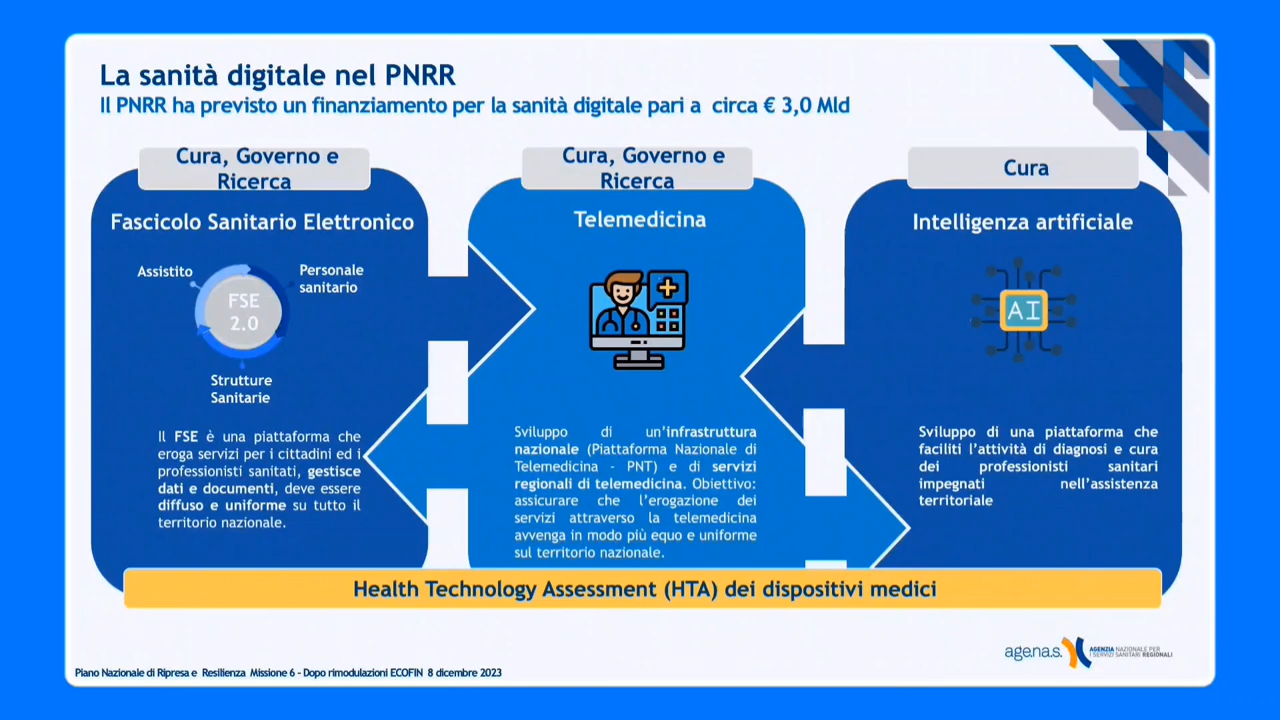 La sanità digitale nel PNRR
Il PNRR ha previsto un finanziamento per la sanità digitale pari a circa € 3,0 Mld
Cura, Governo e
Ricerca
Fascicolo Sanitario Elettronico
Assistito
Personale
sanitario
FSE
2.0
Strutture
Sanitarie
Il FSE è una piattaforma che
eroga servizi per i cittadini ed i
professionisti sanitari, gestisce
dati e documenti, deve essere
diffuso e uniforme su tutto il
territorio nazionale.
Cura, Governo e
Ricerca
Telemedicina
Sviluppo di un'infrastruttura
nazionale (Piattaforma Nazionale di
Telemedicina - PNT) e di servizi
regionali di telemedicina. Obiettivo:
assicurare che l'erogazione dei
servizi attraverso la telemedicina
avvenga in modo più equo e uniforme
sul territorio nazionale.
Cura
Intelligenza artificiale
AI
Sviluppo di una piattaforma che
faciliti l'attività di diagnosi e cura
dei professionisti sanitari
impegnati nell'assistenza
territoriale
Health Technology Assessment (HTA) dei dispositivi medici
age.na.s.
AGENZIA NAZIONALE PER
I SERVIZI SANITARI REGIONALI
Piano Nazionale di Ripresa e Resilienza Missione 6 - Dopo rimodulazioni ECOFIN 8 dicembre 2023